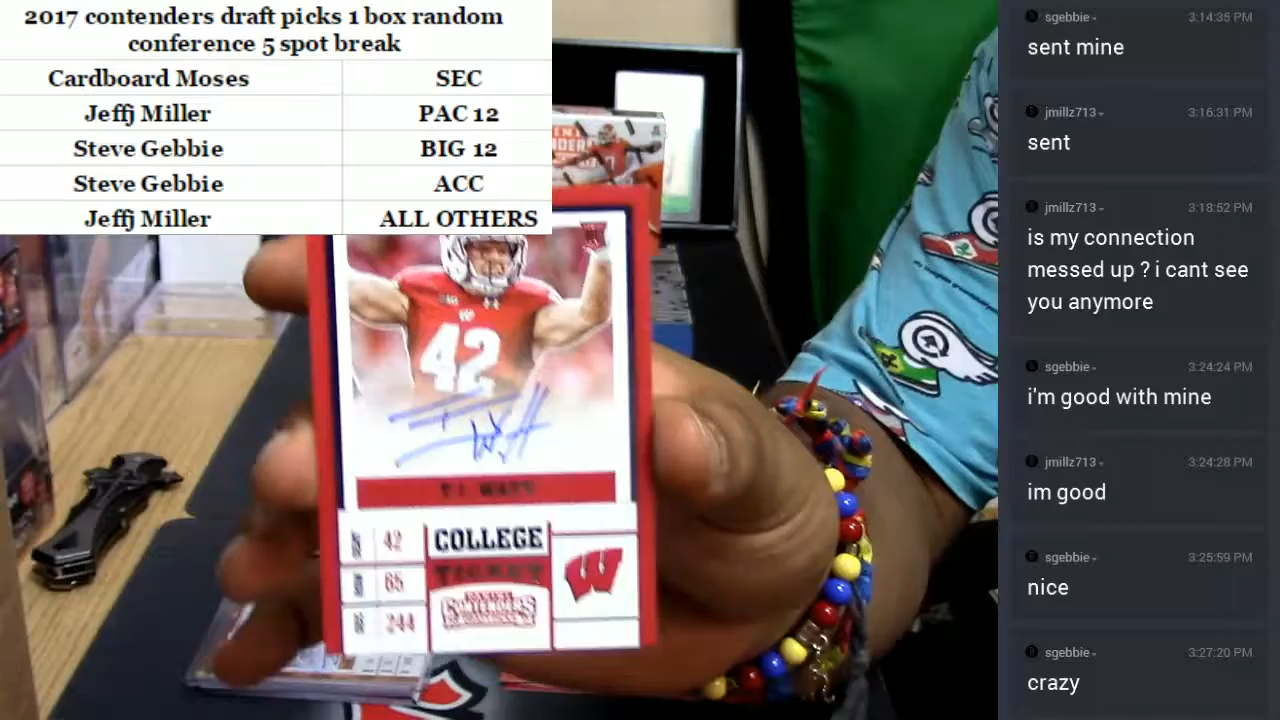 2017 contenders draft picks 1 box random
conference 5 spot break
Cardboard Moses SEC
Jeffj Miller PAC 12
Steve Gebbie BIG 12
Steve Gebbie ACC
Jeffj Miller ALL OTHERS
42
T.J. WATT
42
65
244
COLLEGE
TICKET
CONTENDERS
W
sgebbie 3:14:35 PM
sent mine
jmillz713 3:16:31 PM
sent
jmillz713 3:18:52 PM
is my connection
messed up ? i cant see
you anymore
sgebbie 3:24:24 PM
i'm good with mine
jmillz713 3:24:28 PM
im good
sgebbie 3:25:59 PM
nice
sgebbie 3:27:20 PM
crazy